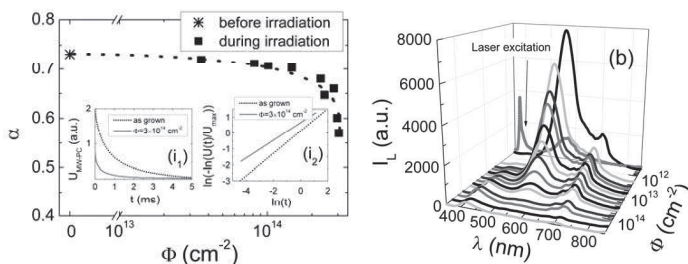 ✳ before irradiation
■ during irradiation
0.8
0.7
0.6
0.5
0.4
α
0
10¹³
10¹⁴
Φ (cm⁻²)
as grown
Φ=3×10¹⁴ cm⁻²
U_MW-PC (a.u.)
2
1
0
0 1 2 3 4 5
t (ms)
(i₁)
as grown
Φ=3×10¹⁴ cm⁻²
ln(-ln(U(t)/U_max))
2
1
0
-1
-2
-3
-4 -2 0 2
ln(t)
(i₂)
(b)
Laser excitation
8000
6000
4000
2000
0
I_L (a.u.)
400 500 600 700 800
λ (nm)
10¹²
10¹³
10¹⁴
Φ (cm⁻²)